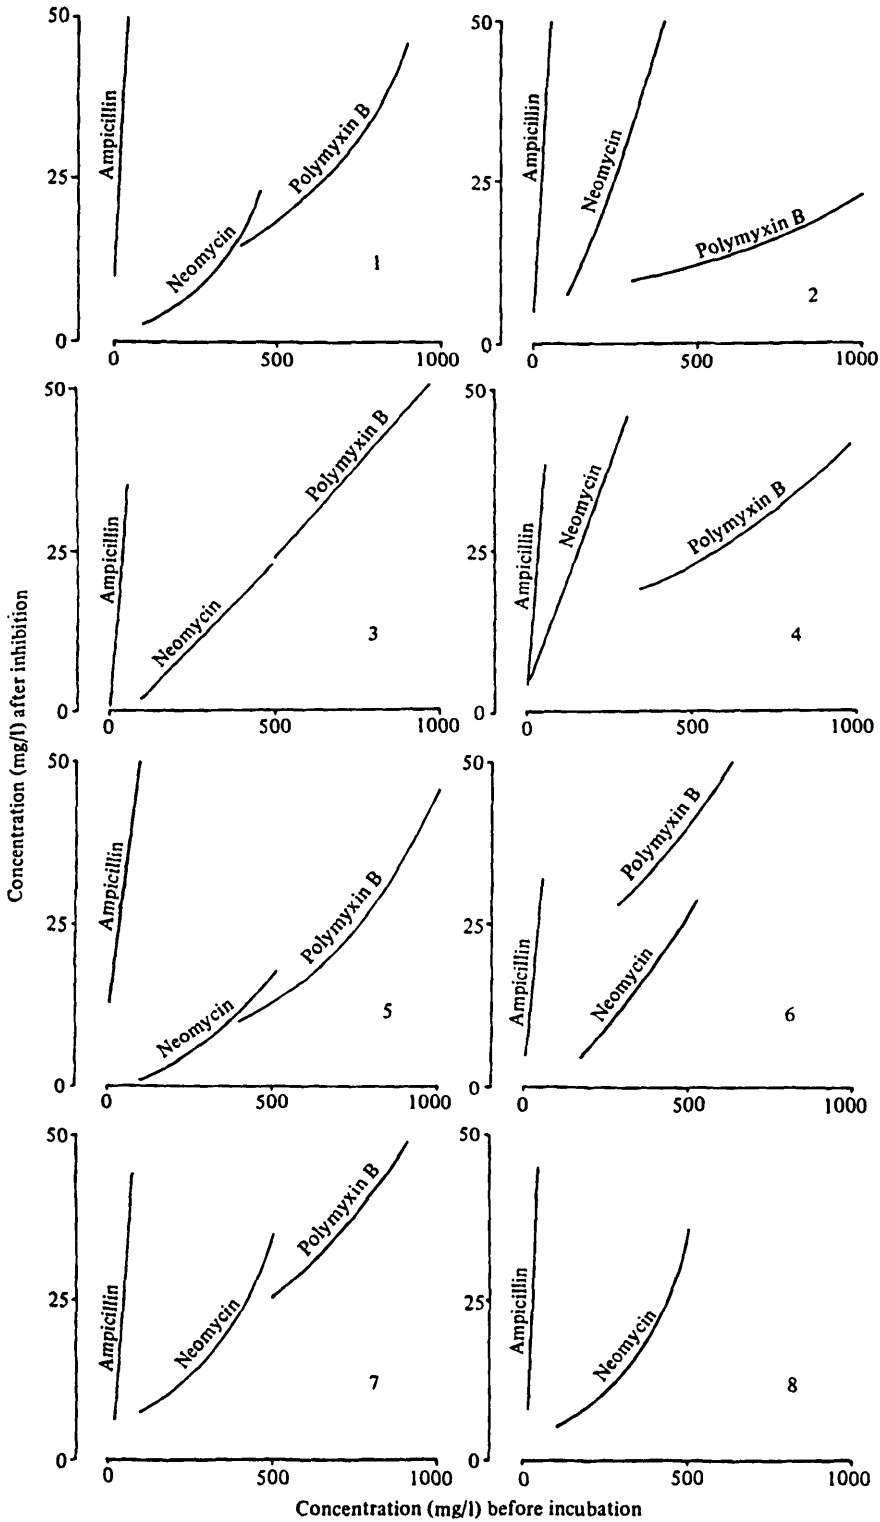 50
25
0
Ampicillin
Neomycin
Polymyxin B
1
0
500
1000
50
25
0
Ampicillin
Neomycin
Polymyxin B
2
0
500
1000
50
25
0
Ampicillin
Neomycin
Polymyxin B
3
0
500
1000
50
25
0
Ampicillin
Neomycin
Polymyxin B
4
0
500
1000
Concentration (mg/l) after inhibition
50
25
0
Ampicillin
Neomycin
Polymyxin B
5
0
500
1000
50
25
0
Ampicillin
Polymyxin B
Neomycin
6
0
500
1000
50
25
0
Ampicillin
Neomycin
Polymyxin B
7
0
500
1000
50
25
0
Ampicillin
Neomycin
8
0
500
1000
Concentration (mg/l) before incubation